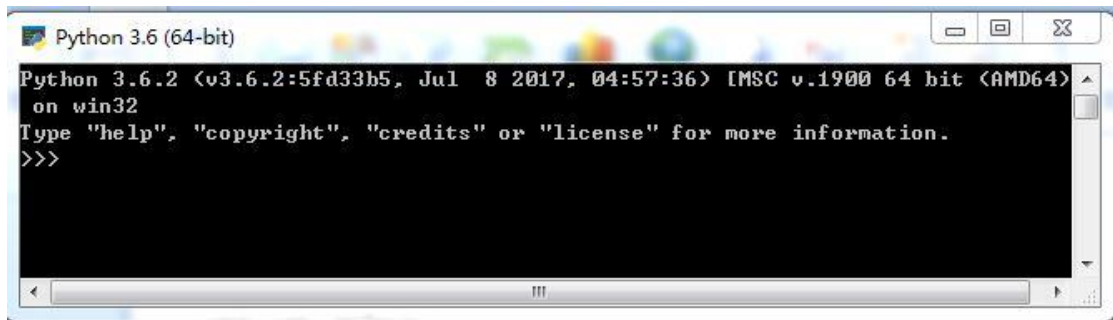 Python 3.6 (64-bit)
Python 3.6.2 (v3.6.2:5fd33b5, Jul  8 2017, 04:57:36) [MSC v.1900 64 bit (AMD64)
 on win32
Type "help", "copyright", "credits" or "license" for more information.
>>>